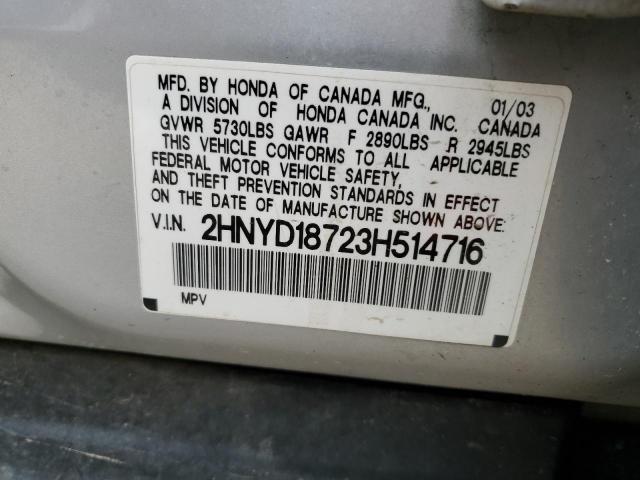 MFD. BY HONDA OF CANADA MFG., 01/03
A DIVISION OF HONDA CANADA INC. CANADA
GVWR 5730LBS GAWR F 2890LBS R 2945LBS
THIS VEHICLE CONFORMS TO ALL APPLICABLE
FEDERAL MOTOR VEHICLE SAFETY,
AND THEFT PREVENTION STANDARDS IN EFFECT
ON THE DATE OF MANUFACTURE SHOWN ABOVE.
V.I.N. 2HNYD18723H514716
MPV